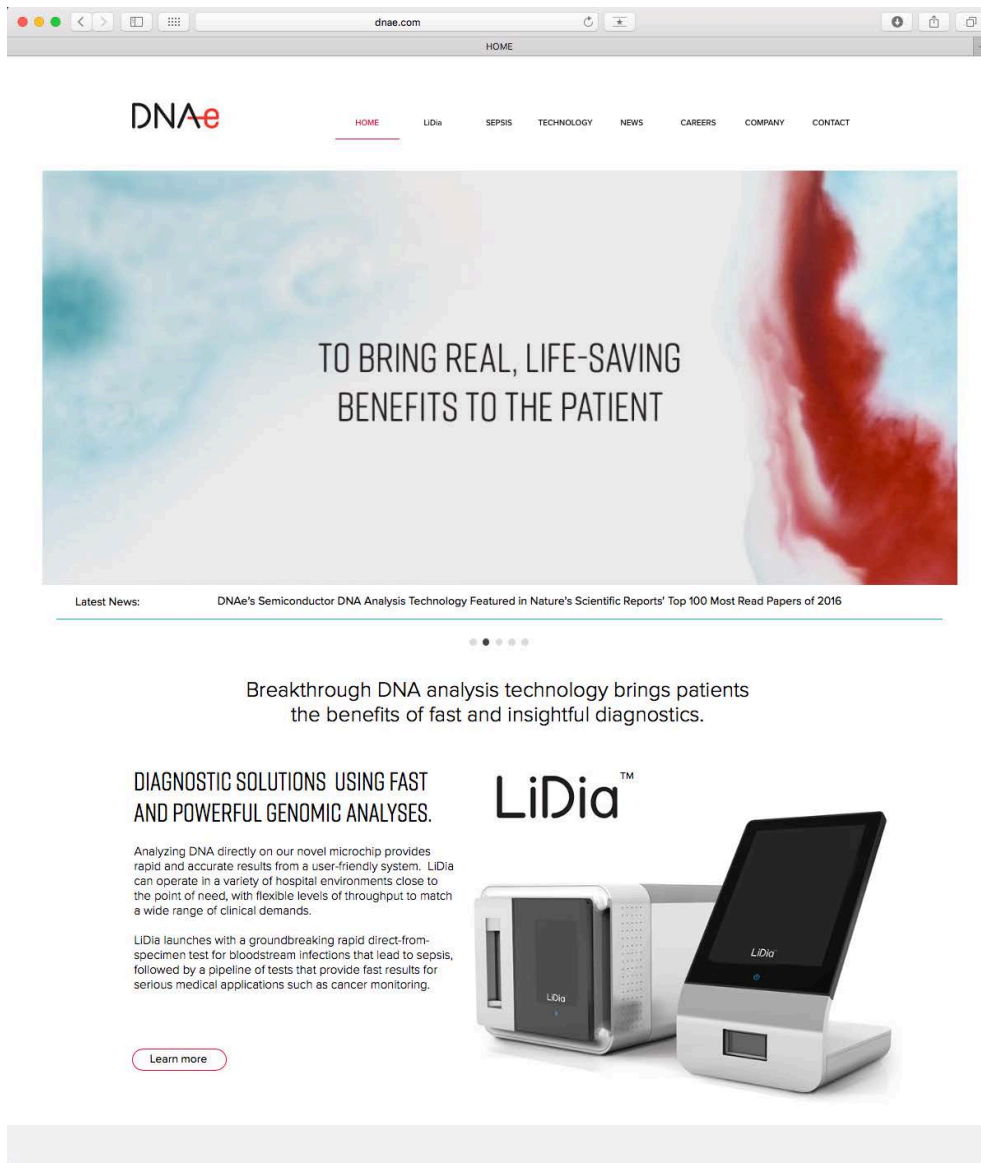 dnae.com
HOME
DNAe
HOME LiDia SEPSIS TECHNOLOGY NEWS CAREERS COMPANY CONTACT
TO BRING REAL, LIFE-SAVING
BENEFITS TO THE PATIENT
Latest News: DNAe's Semiconductor DNA Analysis Technology Featured in Nature's Scientific Reports' Top 100 Most Read Papers of 2016
Breakthrough DNA analysis technology brings patients
the benefits of fast and insightful diagnostics.
DIAGNOSTIC SOLUTIONS USING FAST
AND POWERFUL GENOMIC ANALYSES.
Analyzing DNA directly on our novel microchip provides
rapid and accurate results from a user-friendly system. LiDia
can operate in a variety of hospital environments close to
the point of need, with flexible levels of throughput to match
a wide range of clinical demands.
LiDia launches with a groundbreaking rapid direct-from-
specimen test for bloodstream infections that lead to sepsis,
followed by a pipeline of tests that provide fast results for
serious medical applications such as cancer monitoring.
Learn more
LiDia™
LiDia
LiDia